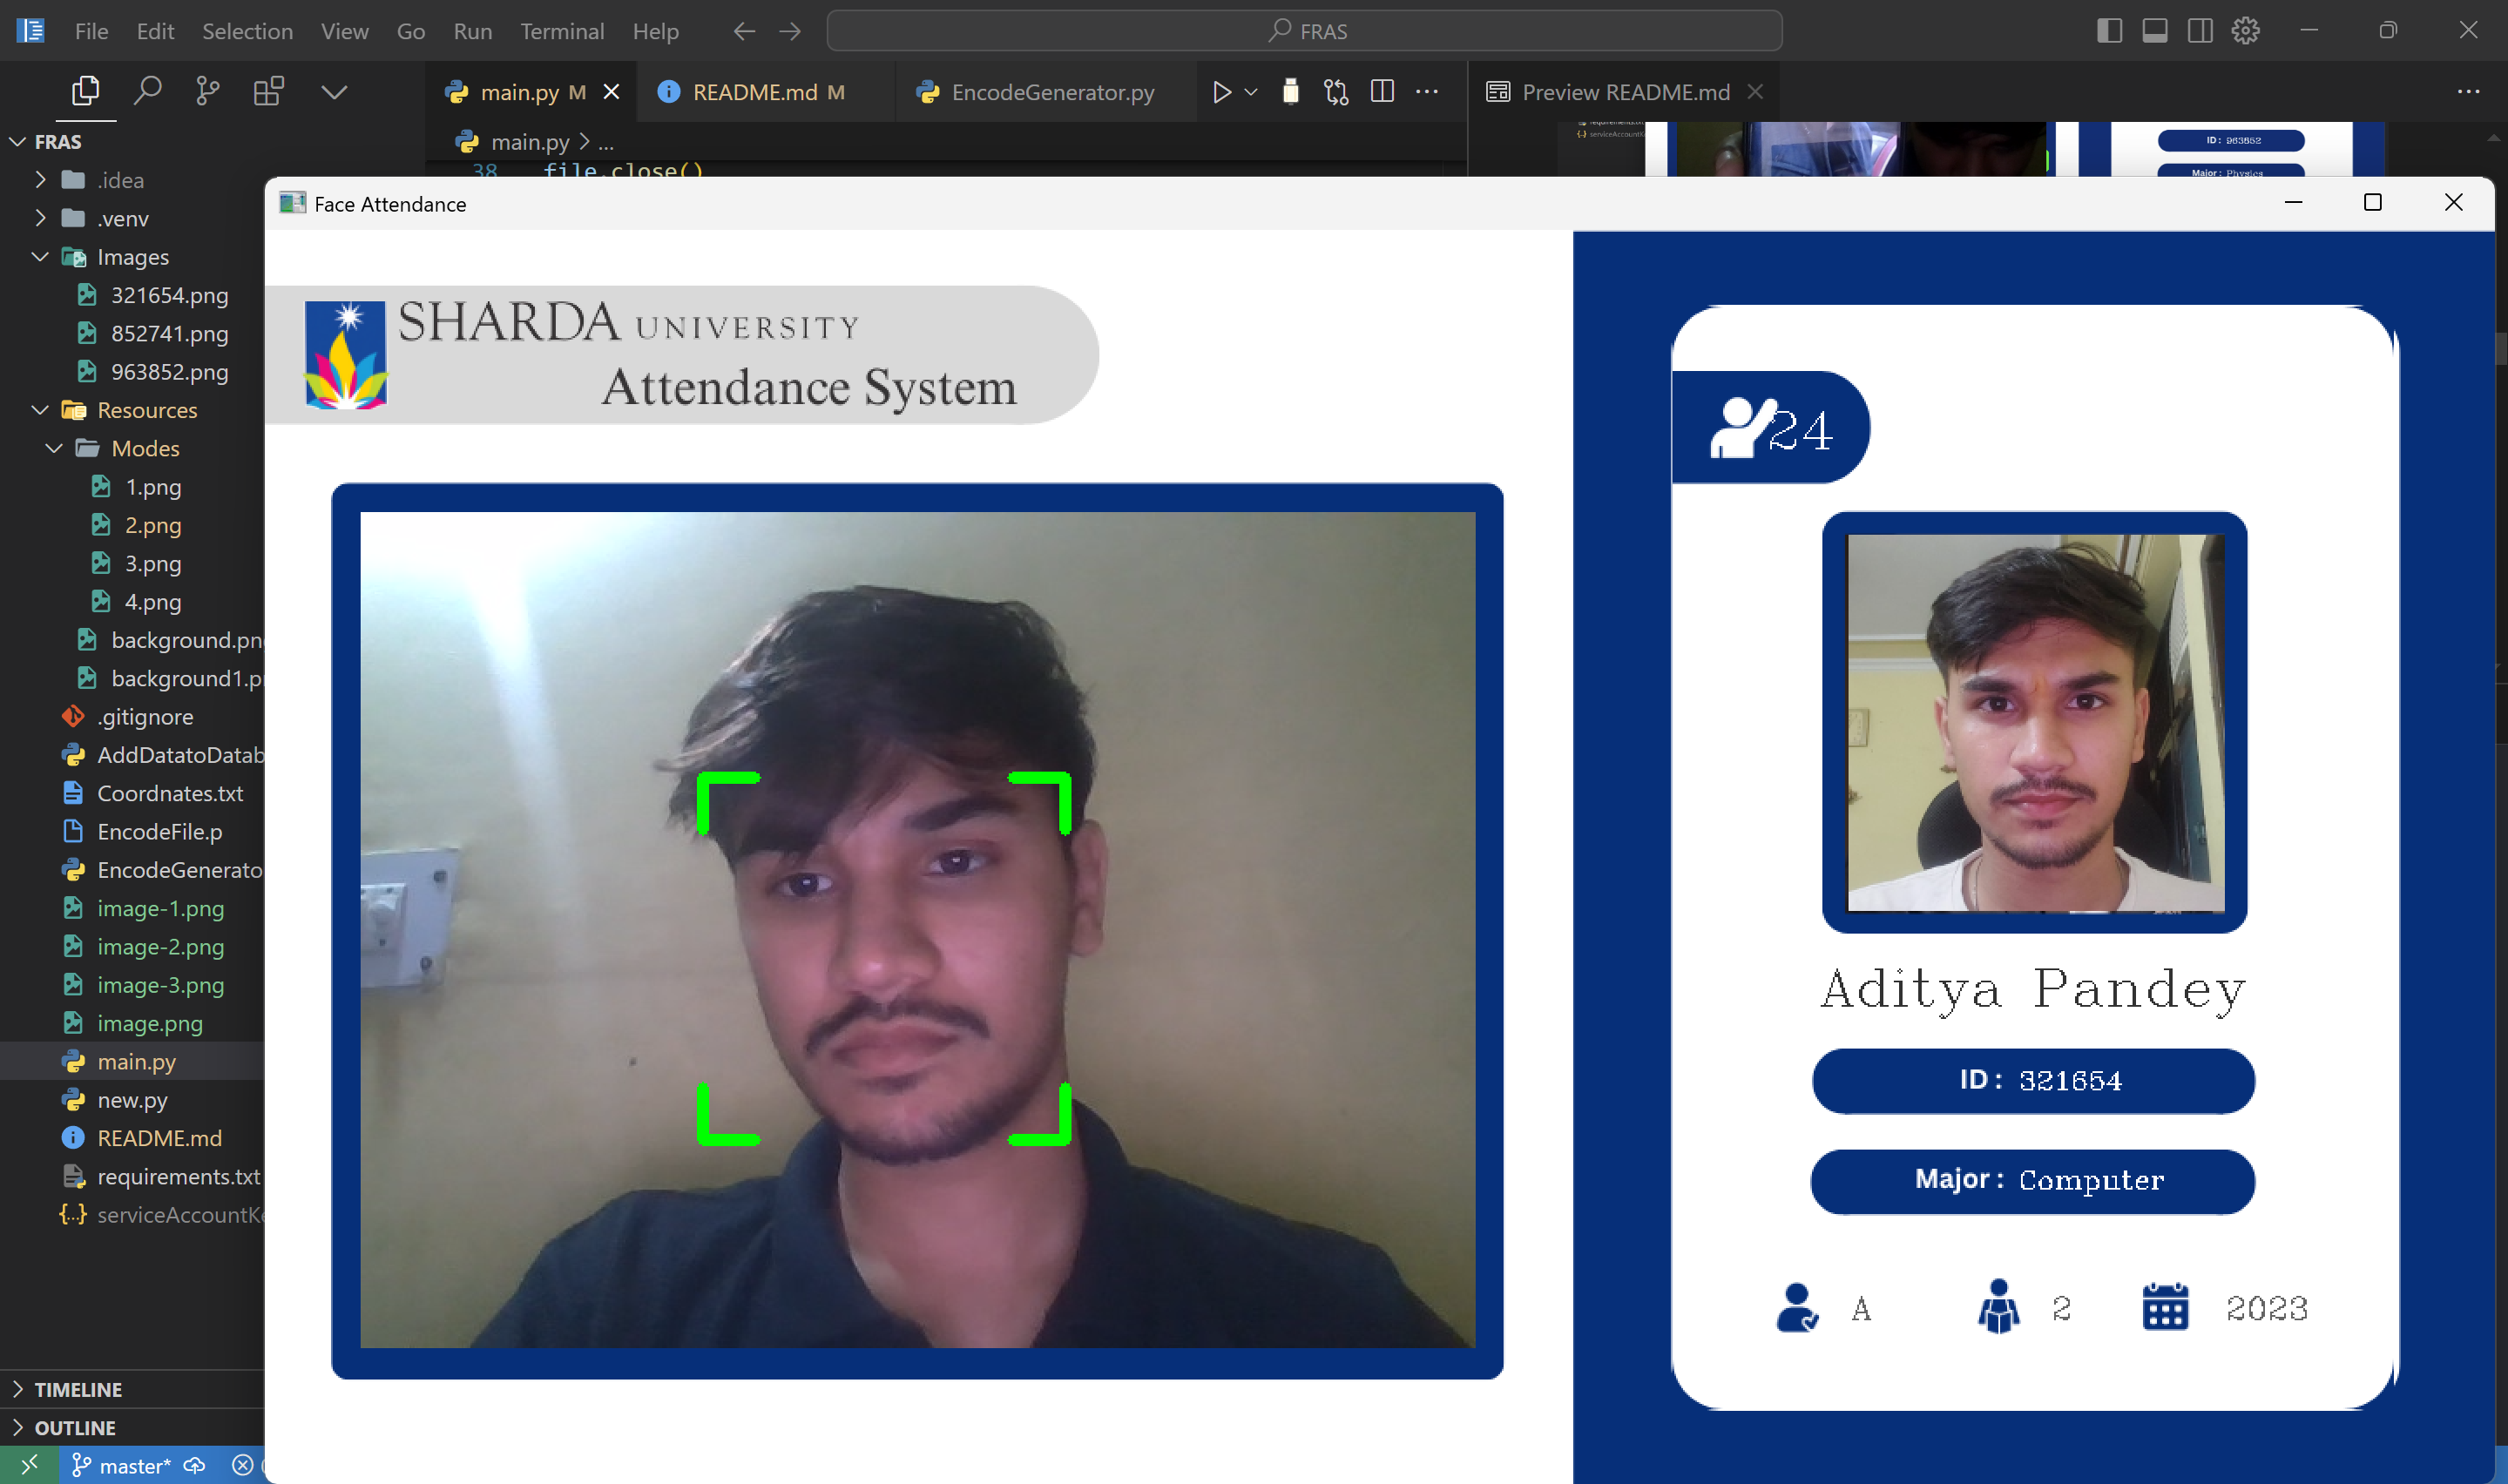 File Edit Selection View Go Run Terminal Help
FRAS
main.py M
README.md M
EncodeGenerator.py
Preview README.md
FRAS
main.py > ...
38 file.close()
ID: 963852
Major: Physics
.idea
.venv
Images
321654.png
852741.png
963852.png
Resources
Modes
1.png
2.png
3.png
4.png
background.pn
background1.p
.gitignore
AddDatatoDatab
Coordnates.txt
EncodeFile.p
EncodeGenerato
image-1.png
image-2.png
image-3.png
image.png
main.py
new.py
README.md
requirements.txt
serviceAccountKe
TIMELINE
OUTLINE
master*
Face Attendance
SHARDA UNIVERSITY
Attendance System
24
Aditya Pandey
ID: 321654
Major: Computer
A 2 2023